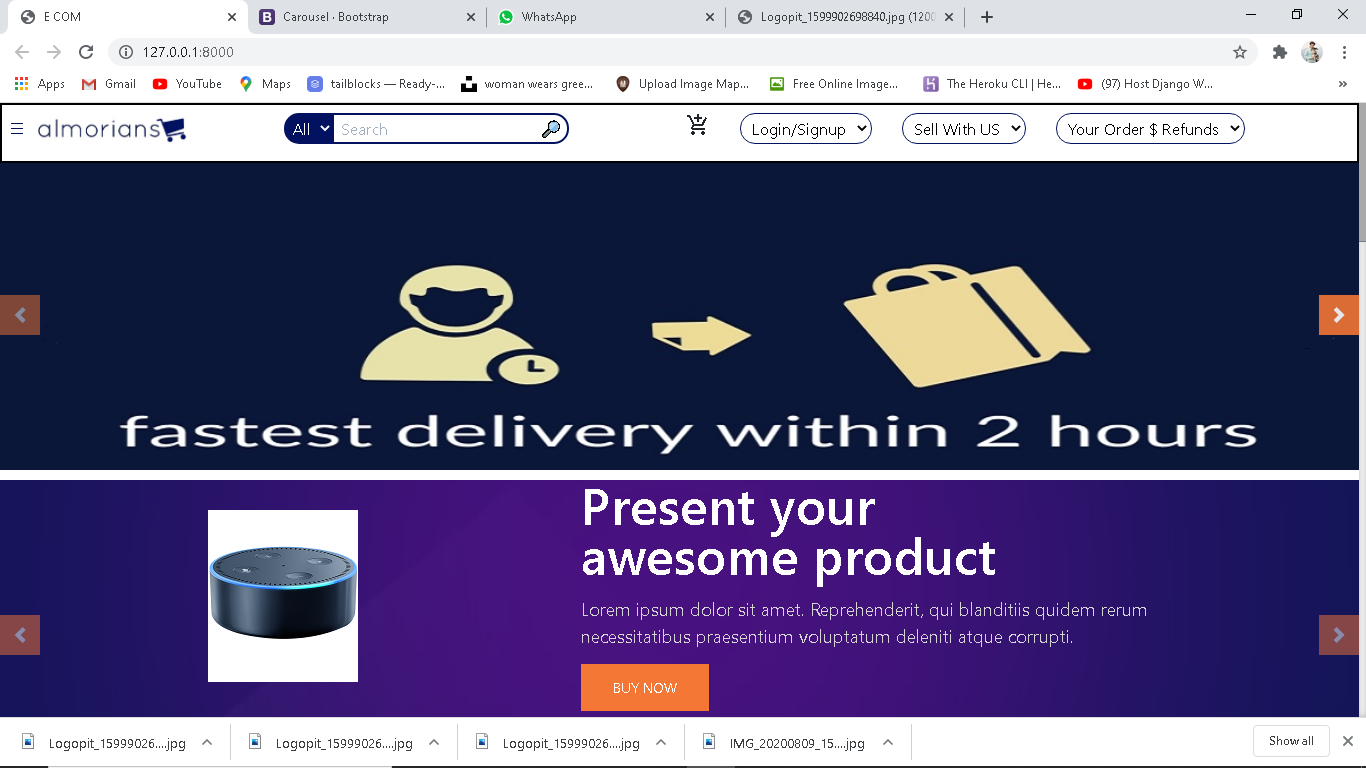 E COM
Carousel · Bootstrap
WhatsApp
Logopit_1599902698840.jpg (1200
127.0.0.1:8000
Apps
Gmail
YouTube
Maps
tailblocks — Ready-...
woman wears gree...
Upload Image Map...
Free Online Image...
The Heroku CLI | He...
(97) Host Django W...
»
almorians
All
Search
Login/Signup
Sell With US
Your Order $ Refunds
fastest delivery within 2 hours
Present your
awesome product
Lorem ipsum dolor sit amet. Reprehenderit, qui blanditiis quidem rerum
necessitatibus praesentium voluptatum deleniti atque corrupti.
BUY NOW
Logopit_15999026....jpg
Logopit_15999026....jpg
Logopit_15999026....jpg
IMG_20200809_15....jpg
Show all